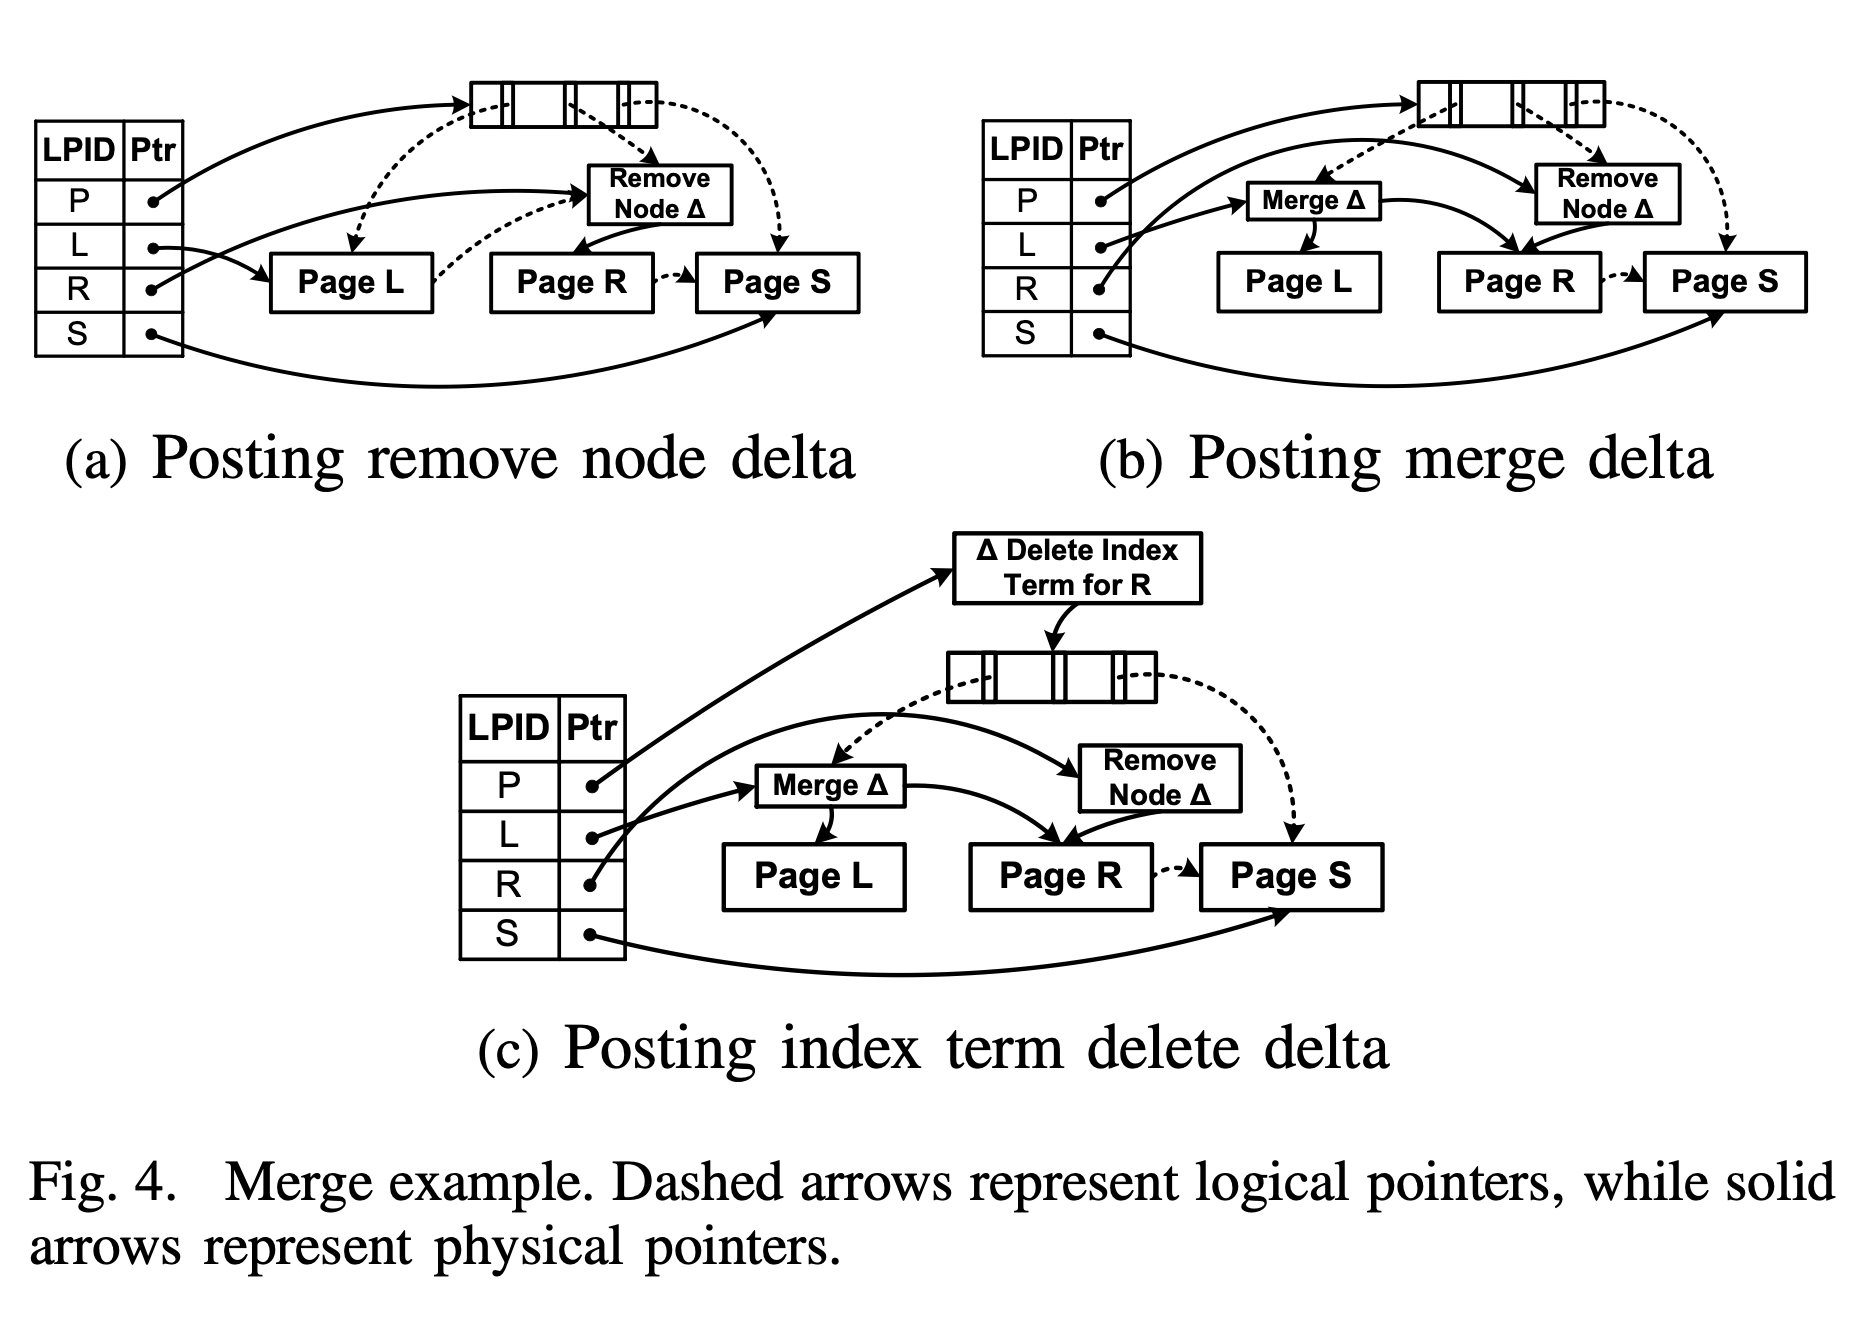 LPID Ptr
P
L
R
S
Remove
Node Δ
Page L
Page R
Page S
(a) Posting remove node delta
LPID Ptr
P
L
R
S
Merge Δ
Remove
Node Δ
Page L
Page R
Page S
(b) Posting merge delta
Δ Delete Index
Term for R
LPID Ptr
P
L
R
S
Merge Δ
Remove
Node Δ
Page L
Page R
Page S
(c) Posting index term delete delta
Fig. 4. Merge example. Dashed arrows represent logical pointers, while solid
arrows represent physical pointers.